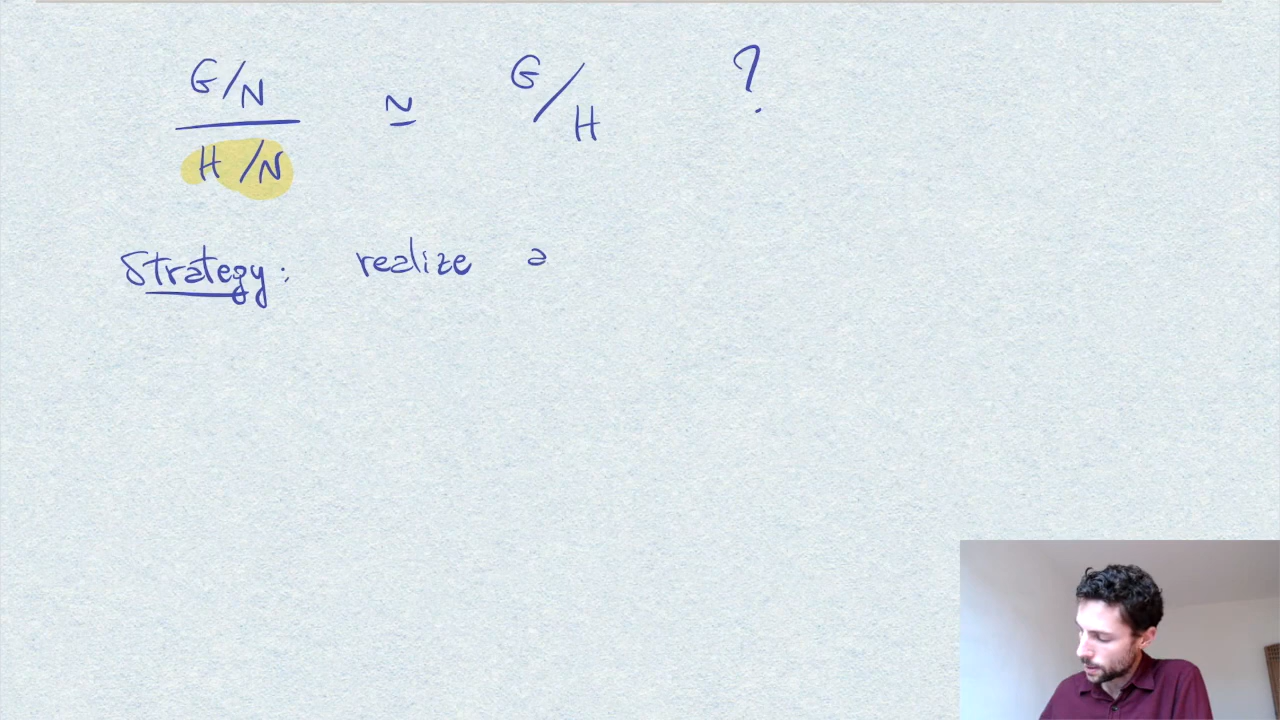 G/N
H/N ≃ G/H ?
Strategy: realize a